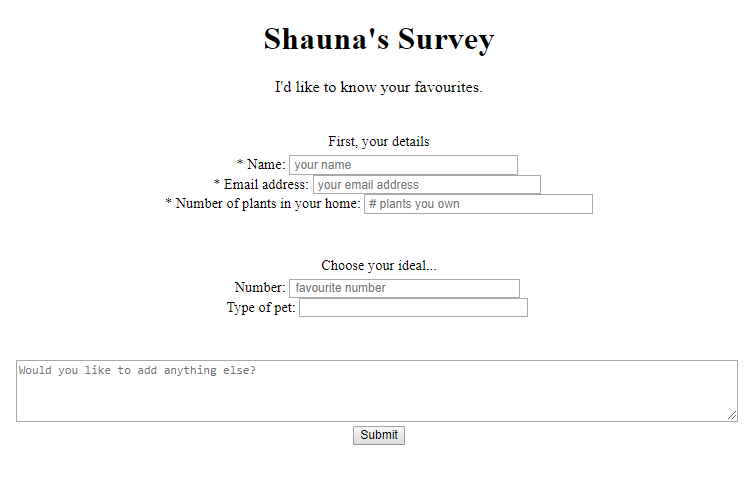 Shauna's Survey
I'd like to know your favourites.
First, your details
* Name: your name
* Email address: your email address
* Number of plants in your home: # plants you own
Choose your ideal...
Number: favourite number
Type of pet:
Would you like to add anything else?
Submit